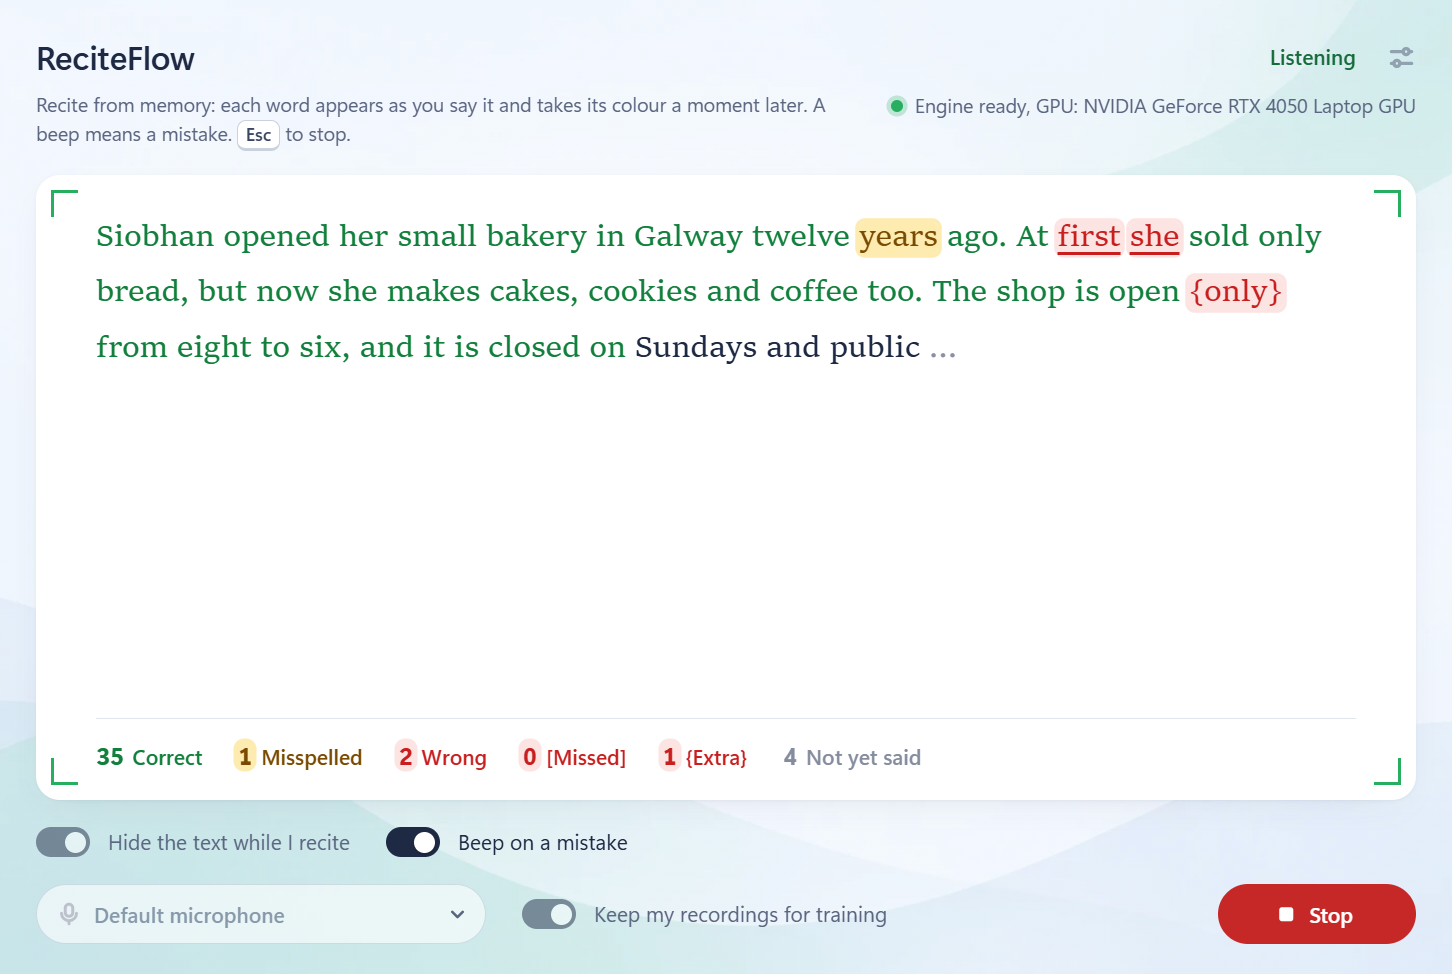 ReciteFlow
Listening
Recite from memory: each word appears as you say it and takes its colour a moment later. A
beep means a mistake. Esc to stop.
Engine ready, GPU: NVIDIA GeForce RTX 4050 Laptop GPU
Siobhan opened her small bakery in Galway twelve years ago. At first she sold only
bread, but now she makes cakes, cookies and coffee too. The shop is open {only}
from eight to six, and it is closed on Sundays and public ...
35 Correct 1 Misspelled 2 Wrong 0 [Missed] 1 {Extra} 4 Not yet said
Hide the text while I recite Beep on a mistake
Default microphone Keep my recordings for training Stop